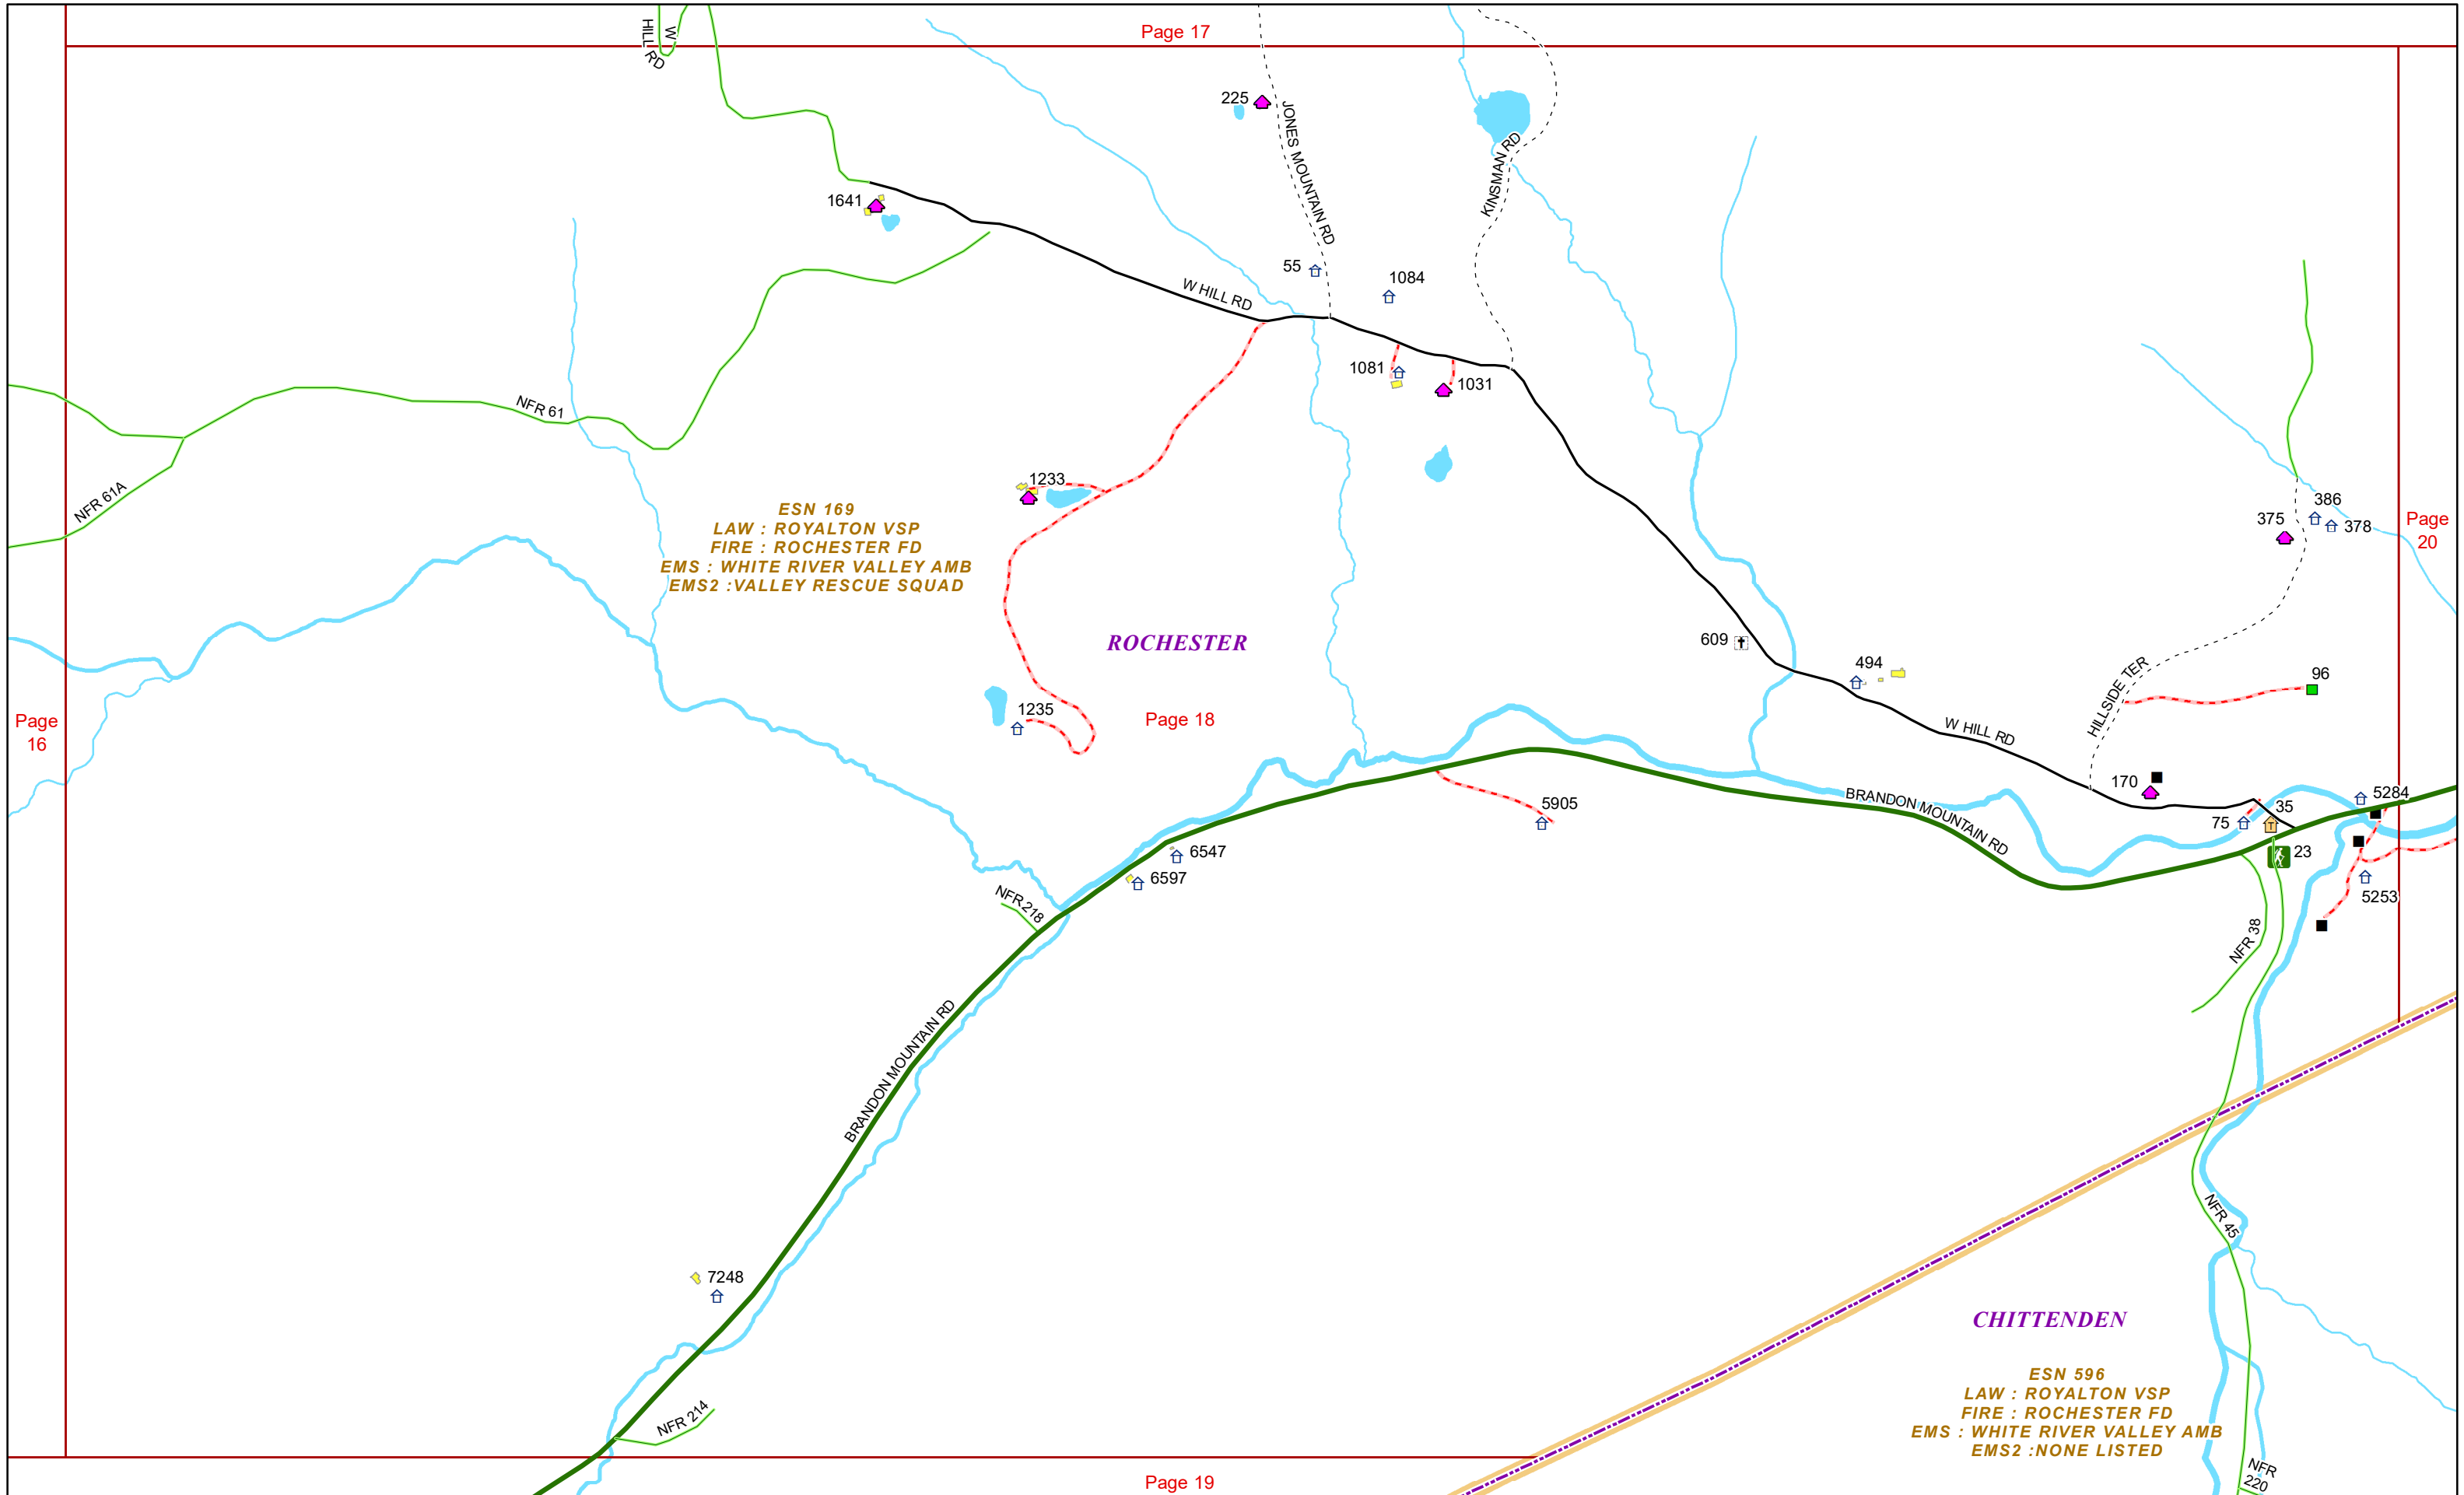 Page 17
W
HILL RD
225
JONES MOUNTAIN RD
KINSMAN RD
1641
55
1084
W HILL RD
1081
1031
NFR 61
NFR 61A
1233
ESN 169
LAW : ROYALTON VSP
FIRE : ROCHESTER FD
EMS : WHITE RIVER VALLEY AMB
EMS2 :VALLEY RESCUE SQUAD
386
375
378
Page
20
ROCHESTER
609
494
96
HILLSIDE TER
Page
16
1235
Page 18
W HILL RD
170
5284
BRANDON MOUNTAIN RD
5905
35
75
23
6547
6597
5253
NFR 218
NFR 38
BRANDON MOUNTAIN RD
NFR 45
7248
CHITTENDEN
ESN 596
LAW : ROYALTON VSP
FIRE : ROCHESTER FD
EMS : WHITE RIVER VALLEY AMB
EMS2 :NONE LISTED
NFR 214
NFR
220
Page 19